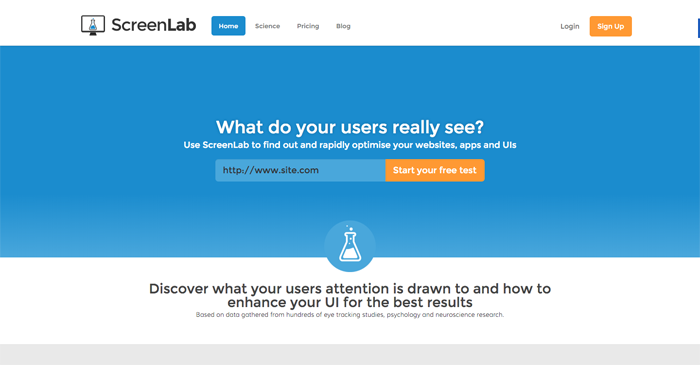 ScreenLab
Home Science Pricing Blog Login Sign Up
What do your users really see?
Use ScreenLab to find out and rapidly optimise your websites, apps and UIs
http://www.site.com Start your free test
Discover what your users attention is drawn to and how to
enhance your UI for the best results
Based on data gathered from hundreds of eye tracking studies, psychology and neuroscience research.